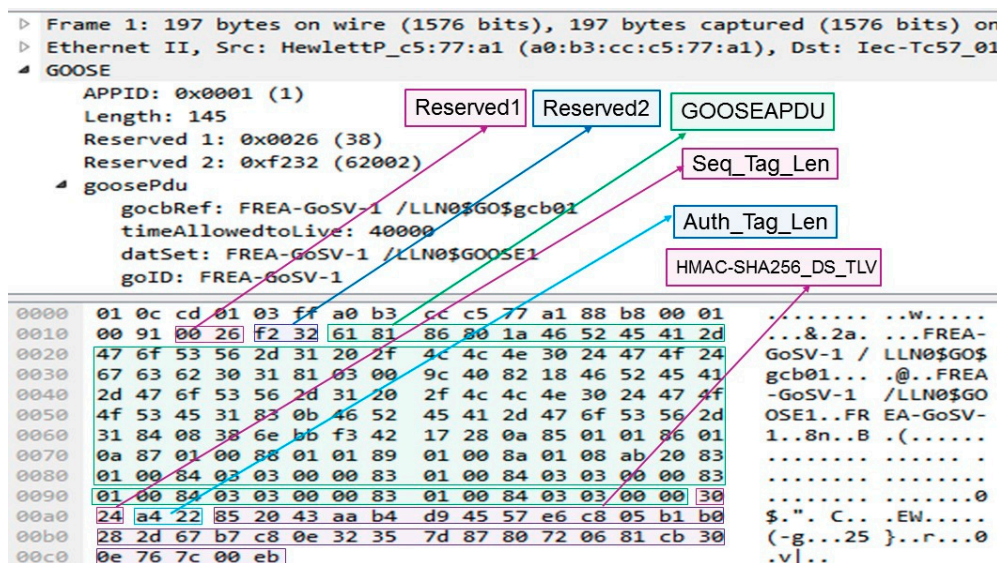 Frame 1: 197 bytes on wire (1576 bits), 197 bytes captured (1576 bits) on
Ethernet II, Src: HewlettP_c5:77:a1 (a0:b3:cc:c5:77:a1), Dst: Iec-Tc57_01
GOOSE
APPID: 0x0001 (1)
Length: 145
Reserved 1: 0x0026 (38)
Reserved 2: 0xf232 (62002)
goosePdu
gocbRef: FREA-GoSV-1 /LLN0$GO$gcb01
timeAllowedtoLive: 40000
datSet: FREA-GoSV-1 /LLN0$GOOSE1
goID: FREA-GoSV-1
Reserved1 Reserved2 GOOSEAPDU
Seq_Tag_Len
Auth_Tag_Len
HMAC-SHA256_DS_TLV
0000 01 0c cd 01 03 ff a0 b3 cc c5 77 a1 88 b8 00 01 ........ ..w.....
0010 00 91 00 26 f2 32 61 81 86 80 1a 46 52 45 41 2d ...&.2a. ...FREA-
0020 47 6f 53 56 2d 31 20 2f 4c 4c 4e 30 24 47 4f 24 GoSV-1 / LLN0$GO$
0030 67 63 62 30 31 81 03 00 9c 40 82 18 46 52 45 41 gcb01... .@..FREA
0040 2d 47 6f 53 56 2d 31 20 2f 4c 4c 4e 30 24 47 4f -GoSV-1 /LLN0$GO
0050 4f 53 45 31 83 0b 46 52 45 41 2d 47 6f 53 56 2d OSE1..FR EA-GoSV-
0060 31 84 08 38 6e bb f3 42 17 28 0a 85 01 01 86 01 1..8n..B .(......
0070 0a 87 01 00 88 01 01 89 01 00 8a 01 08 ab 20 83 ........ ...... .
0080 01 00 84 03 03 00 00 83 01 00 84 03 03 00 00 83 ........ ........
0090 01 00 84 03 03 00 00 83 01 00 84 03 03 00 00 30 ........ .......0
00a0 24 a4 22 85 20 43 aa b4 d9 45 57 e6 c8 05 b1 b0 $.". C.. .EW.....
00b0 28 2d 67 b7 c8 0e 32 35 7d 87 80 72 06 81 cb 30 (-g...25 }..r...0
00c0 0e 76 7c 00 eb .v|..